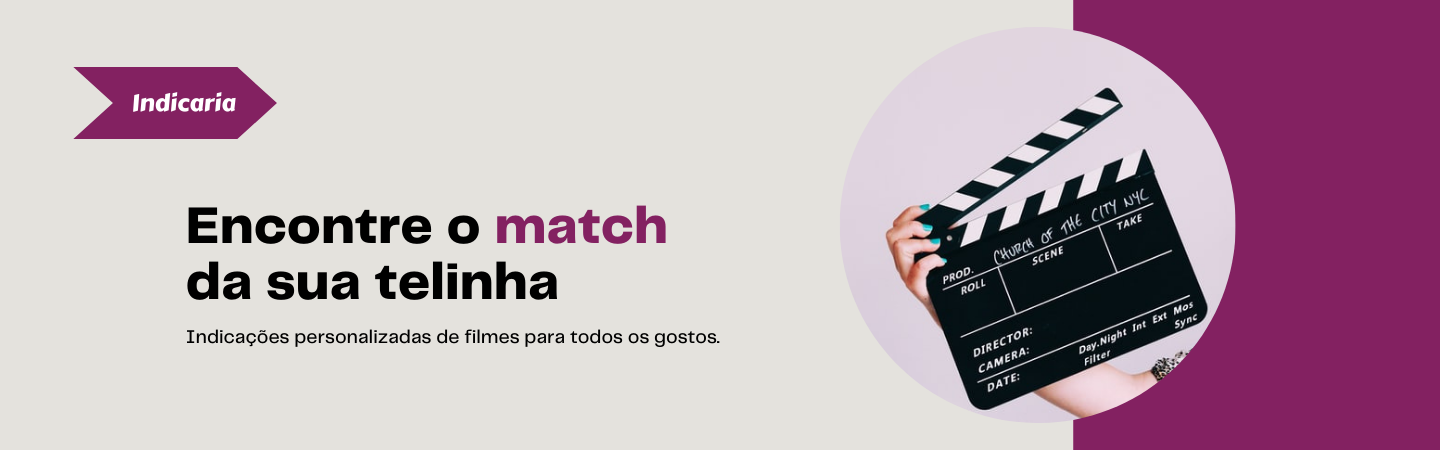 Indicaria
Encontre o match
da sua telinha
Indicações personalizadas de filmes para todos os gostos.
CHURCH OF THE CITY NYC
PROD.
ROLL
SCENE
TAKE
DIRECTOR:
CAMERA:
DATE:
Day.Night Int Ext Mos
Filter
Sync